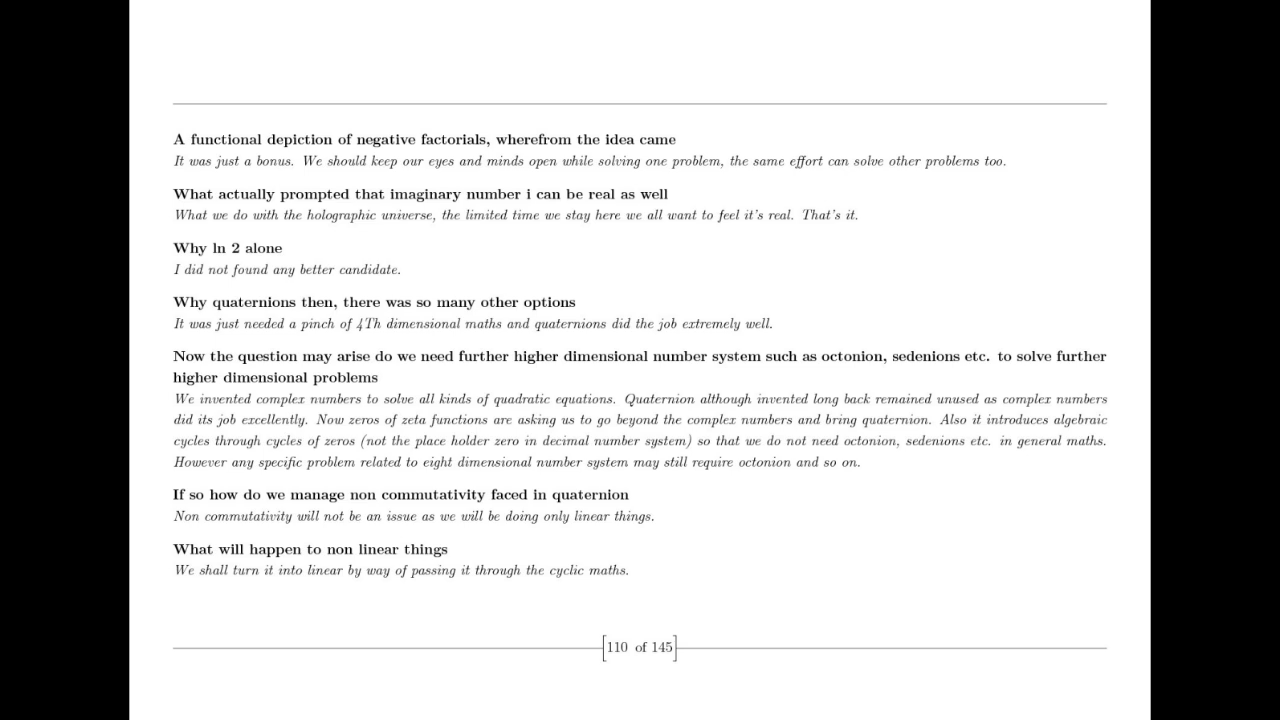 A functional depiction of negative factorials, wherefrom the idea came
It was just a bonus. We should keep our eyes and minds open while solving one problem, the same effort can solve other problems too.
What actually prompted that imaginary number i can be real as well
What we do with the holographic universe, the limited time we stay here we all want to feel it's real. That's it.
Why ln 2 alone
I did not found any better candidate.
Why quaternions then, there was so many other options
It was just needed a pinch of 4Th dimensional maths and quaternions did the job extremely well.
Now the question may arise do we need further higher dimensional number system such as octonion, sedenions etc. to solve further
higher dimensional problems
We invented complex numbers to solve all kinds of quadratic equations. Quaternion although invented long back remained unused as complex numbers
did its job excellently. Now zeros of zeta functions are asking us to go beyond the complex numbers and bring quaternion. Also it introduces algebraic
cycles through cycles of zeros (not the place holder zero in decimal number system) so that we do not need octonion, sedenions etc. in general maths.
However any specific problem related to eight dimensional number system may still require octonion and so on.
If so how do we manage non commutativity faced in quaternion
Non commutativity will not be an issue as we will be doing only linear things.
What will happen to non linear things
We shall turn it into linear by way of passing it through the cyclic maths.
[110 of 145]